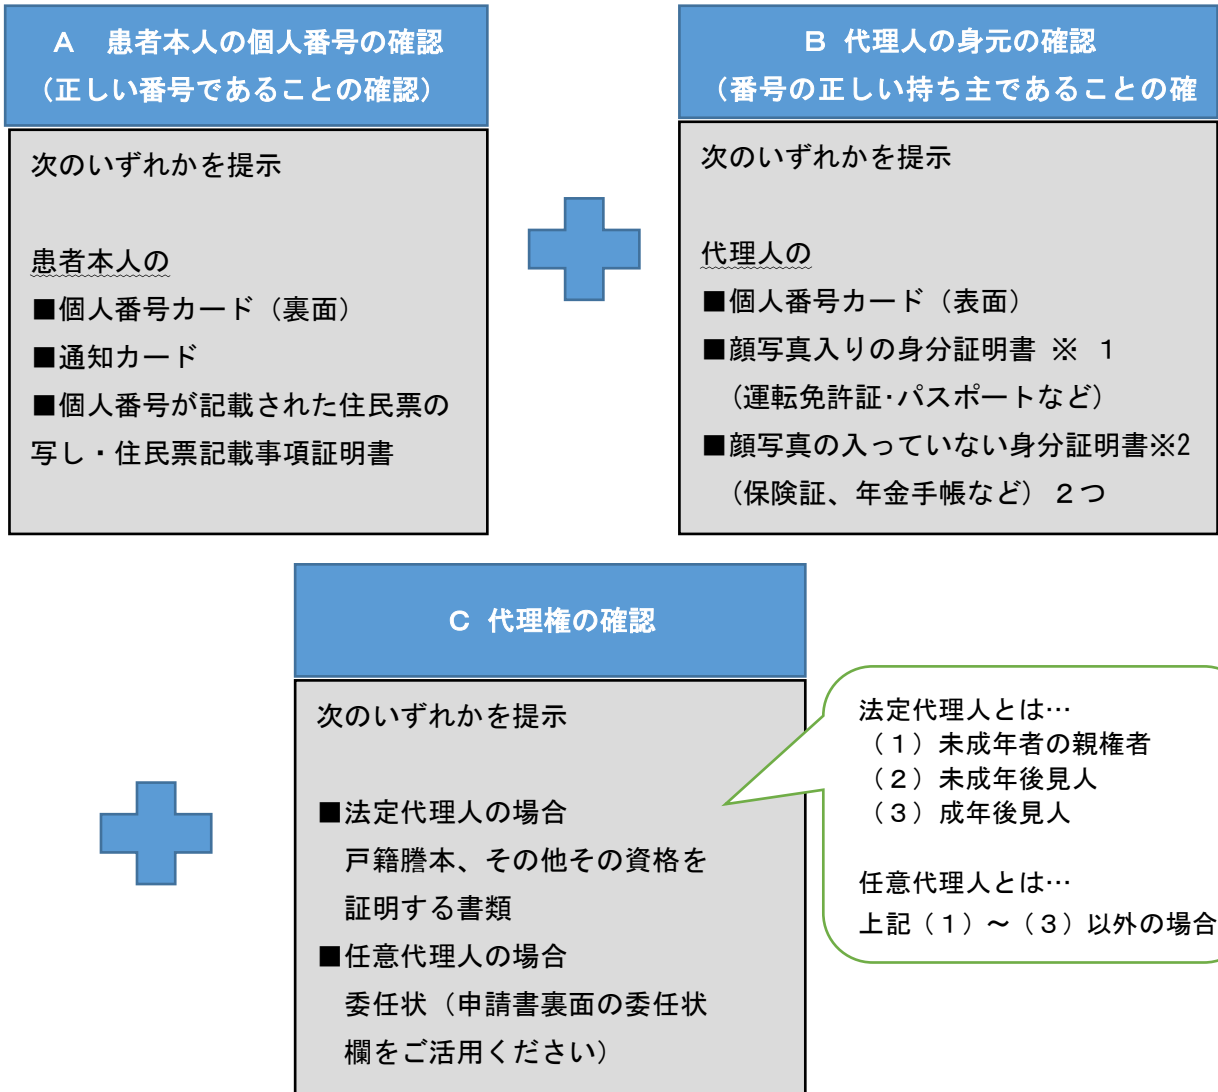 A 患者本人の個人番号の確認
（正しい番号であることの確認）
次のいずれかを提示
患者本人の
■個人番号カード（裏面）
■通知カード
■個人番号が記載された住民票の
写し・住民票記載事項証明書
B 代理人の身元の確認
（番号の正しい持ち主であることの確
次のいずれかを提示
代理人の
■個人番号カード（表面）
■顔写真入りの身分証明書 ※ 1
（運転免許証･パスポートなど）
■顔写真の入っていない身分証明書※2
（保険証、年金手帳など）２つ
C 代理権の確認
次のいずれかを提示
■法定代理人の場合
戸籍謄本、その他その資格を
証明する書類
■任意代理人の場合
委任状（申請書裏面の委任状
欄をご活用ください）
法定代理人とは…
（１）未成年者の親権者
（２）未成年後見人
（３）成年後見人
任意代理人とは…
上記（１）～（３）以外の場合